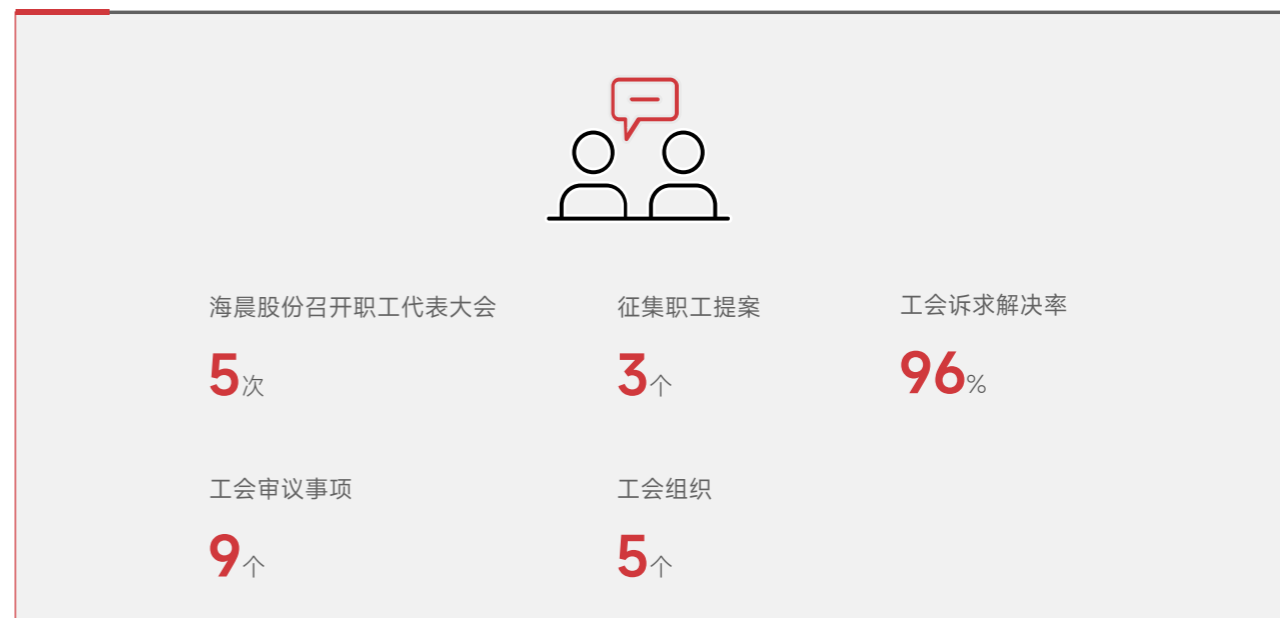 海晨股份召开职工代表大会
5次
征集职工提案
3个
工会诉求解决率
96%
工会审议事项
9个
工会组织
5个